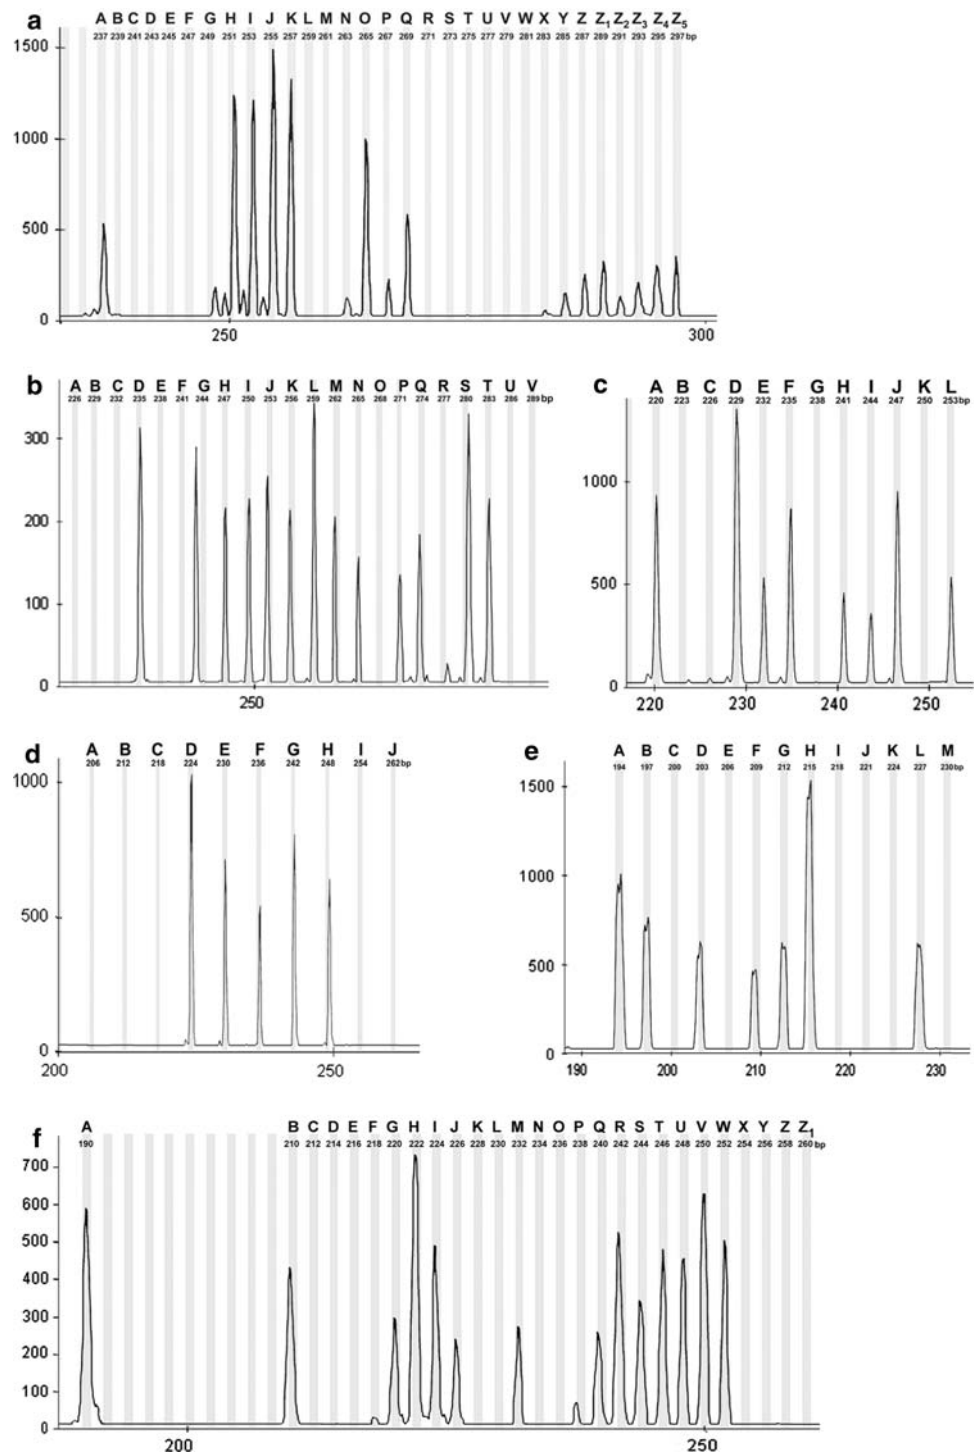 a A B C D E F G H I J K L M N O P Q R S T U V W X Y Z Z1 Z2 Z3 Z4 Z5
237 239 241 243 245 247 249 251 253 255 257 259 261 263 265 267 269 271 273 275 277 279 281 283 285 287 289 291 293 295 297 bp
1500
1000
500
0
250 300
b A B C D E F G H I J K L M N O P Q R S T U V
226 229 232 235 238 241 244 247 250 253 256 259 262 265 268 271 274 277 280 283 286 289 bp
300
200
100
0
250
c A B C D E F G H I J K L
220 223 226 229 232 235 238 241 244 247 250 253 bp
1000
500
0
220 230 240 250
d A B C D E F G H I J
206 212 218 224 230 236 242 248 254 262 bp
1000
500
0
200 250
e A B C D E F G H I J K L M
194 197 200 203 206 209 212 215 218 221 224 227 230 bp
1500
1000
500
0
190 200 210 220 230
f A B C D E F G H I J K L M N O P Q R S T U V W X Y Z Z1
190 210 212 214 216 218 220 222 224 226 228 230 232 234 236 238 240 242 244 246 248 250 252 254 256 258 260 bp
700
600
500
400
300
200
100
0
200 250